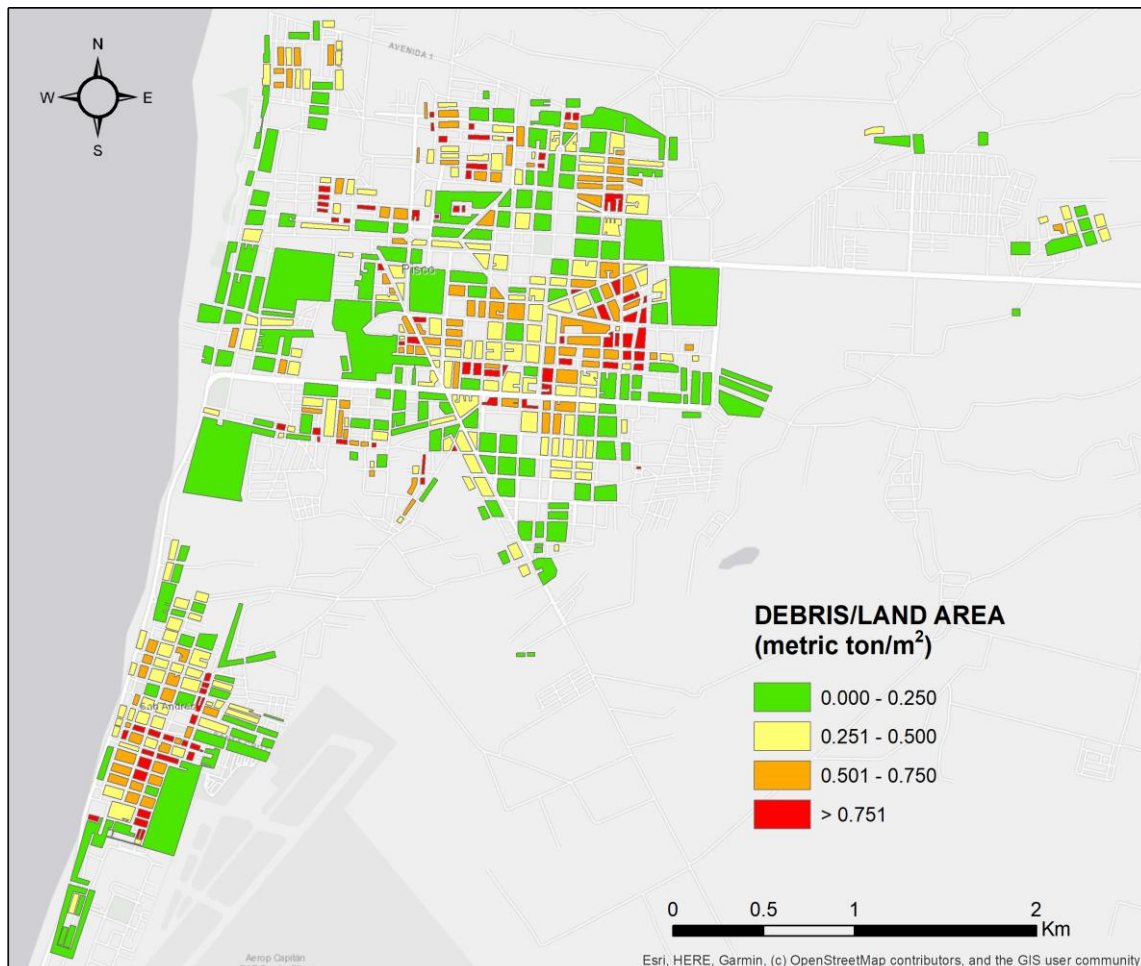 AVENIDA 1
N
W E
S
PISCO
San Andrés
DEBRIS/LAND AREA
(metric ton/m²)
0.000 - 0.250
0.251 - 0.500
0.501 - 0.750
> 0.751
0 0.5 1 2
Km
Aerop Capitán
Esri, HERE, Garmin, (c) OpenStreetMap contributors, and the GIS user community